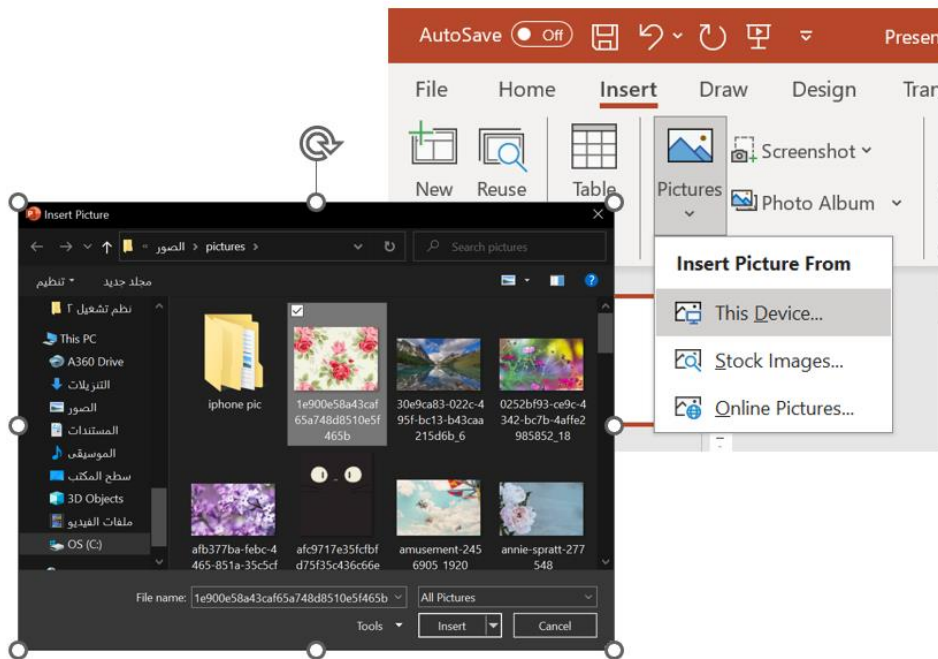 AutoSave Off Presen
File Home Insert Draw Design Tran
New Reuse Table Pictures Screenshot
Photo Album
Insert Picture From
This Device...
Stock Images...
Online Pictures...
Insert Picture
الصور > pictures > Search pictures
تنظيم مجلد جديد
نظم تشغيل ٢
This PC
A360 Drive
التنزيلات
الصور
المستندات
الموسيقى
سطح المكتب
3D Objects
ملفات الفيديو
OS (C:)
iphone pic
1e900e58a43caf
65a748d8510e5f
465b
30e9ca83-022c-4
95f-bc13-b43caa
215d6b_6
0252bf93-ce9c-4
342-bc7b-4affe2
985852_18
afb377ba-febc-4
465-851a-35c5cf
afc9717e35fcfbf
d75f35c436c66e
amusement-245
6905_1920
annie-spratt-277
548
File name: 1e900e58a43caf65a748d8510e5f465b All Pictures
Tools Insert Cancel